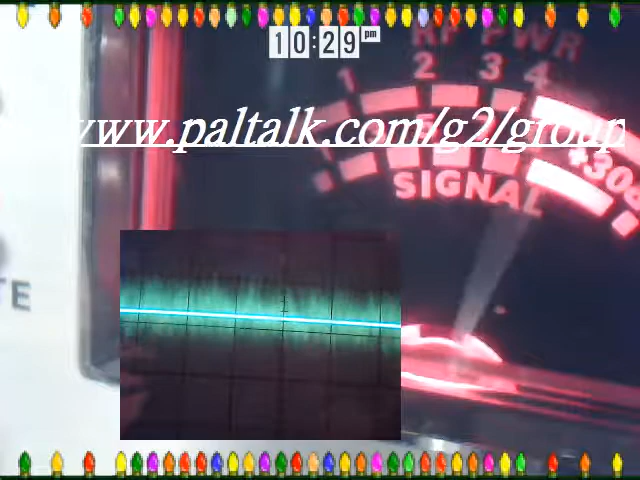 10:29 pm
RF PWR
1 2 3 4
www.paltalk.com/g2/group
+30
SIGNAL
TE